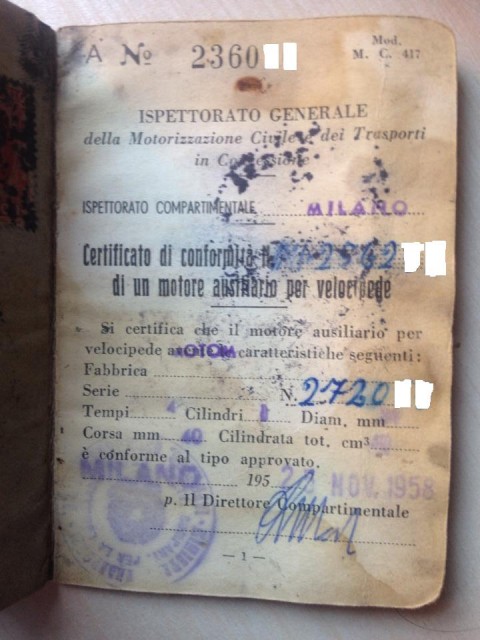 A No 2360
Mod.
M. C. 417
ISPETTORATO GENERALE
della Motorizzazione Civile e dei Trasporti
in Concessione
ISPETTORATO COMPARTIMENTALE MILANO
Certificato di conformità
di un motore ausiliario per velocipede
Si certifica che il motore ausiliario per
velocipede caratteristiche seguenti:
Fabbrica
Serie N. 2720
Tempi 4 Cilindri 1 Diam. mm
Corsa mm. 40 Cilindrata tot. cm³
è conforme al tipo approvato.
MILANO 195 NOV. 1958
p. Il Direttore Compartimentale
— 1 —